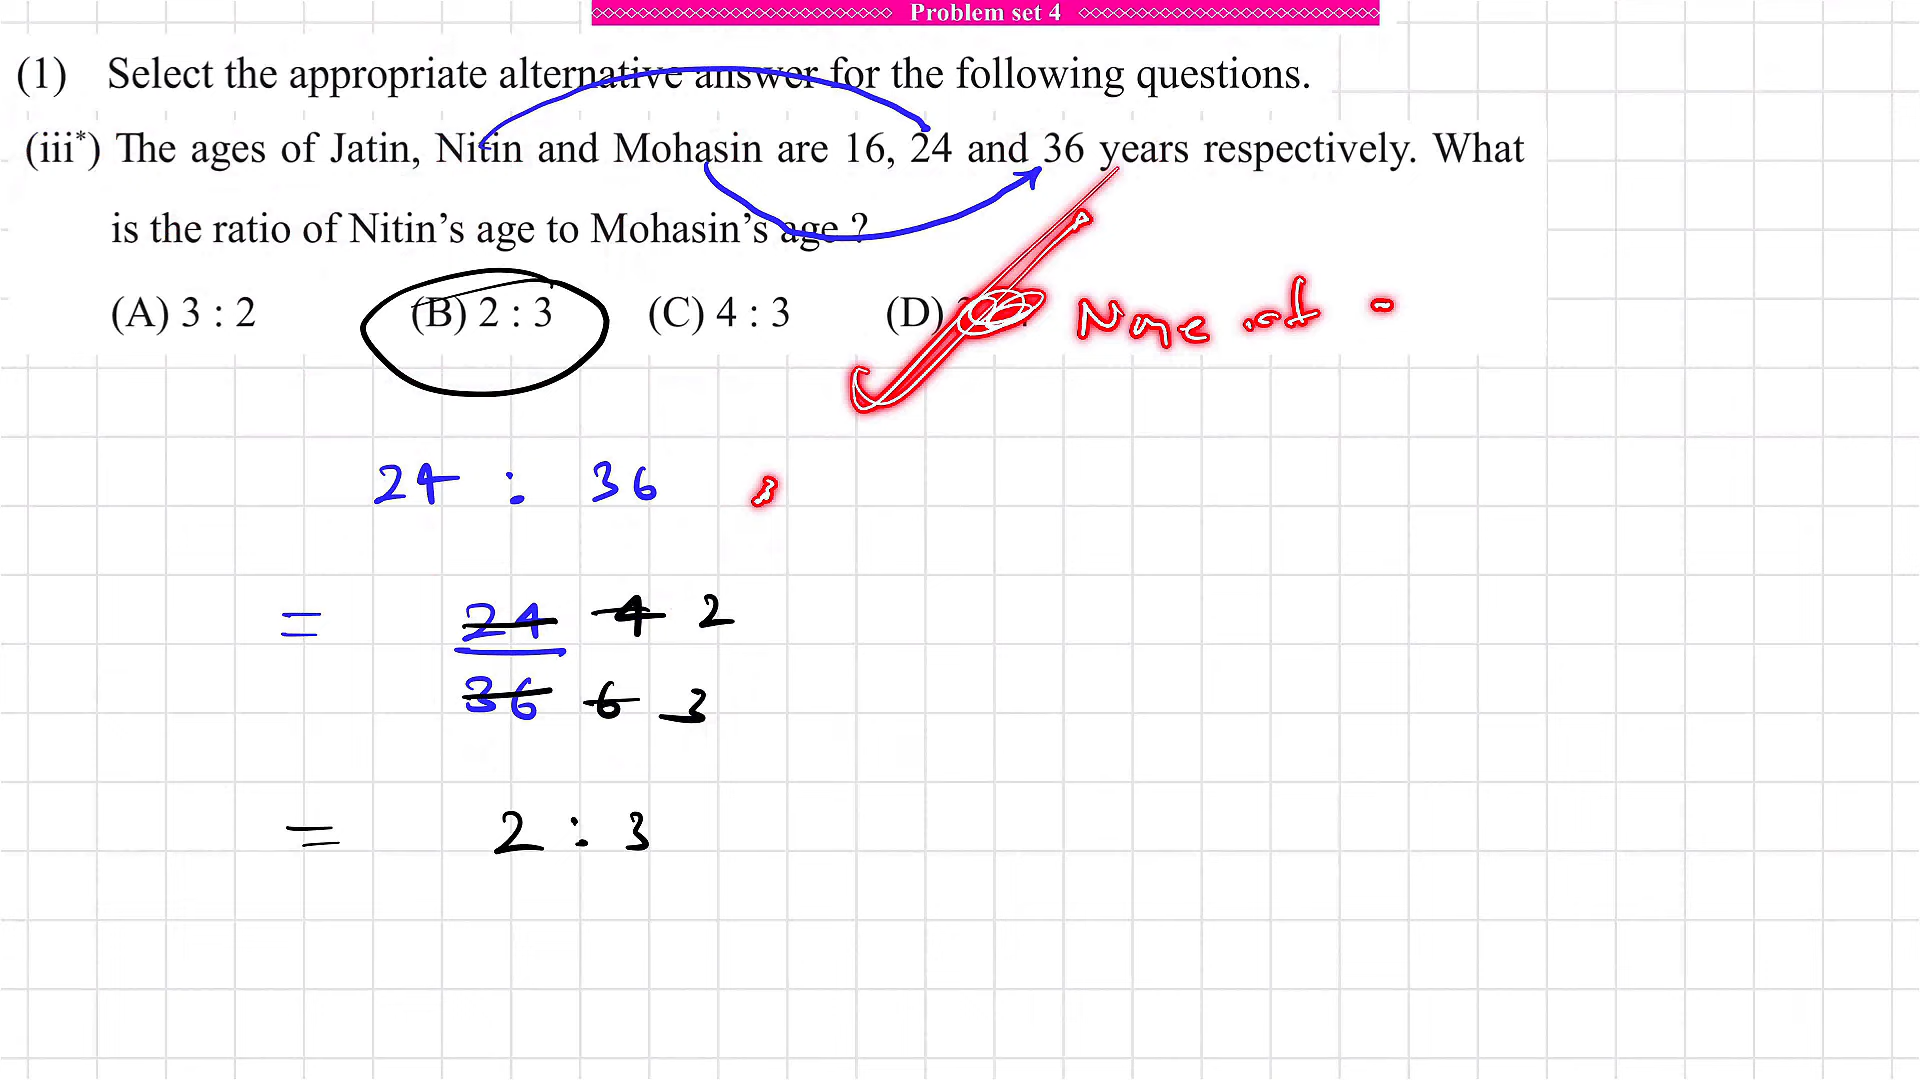 Problem set 4
(1) Select the appropriate alternative answer for the following questions.
(iii*) The ages of Jatin, Nitin and Mohasin are 16, 24 and 36 years respectively. What
is the ratio of Nitin’s age to Mohasin’s age ?
(A) 3 : 2 (B) 2 : 3 (C) 4 : 3 (D) None of
24 : 36
= 24 4 2
36 6 3
= 2 : 3